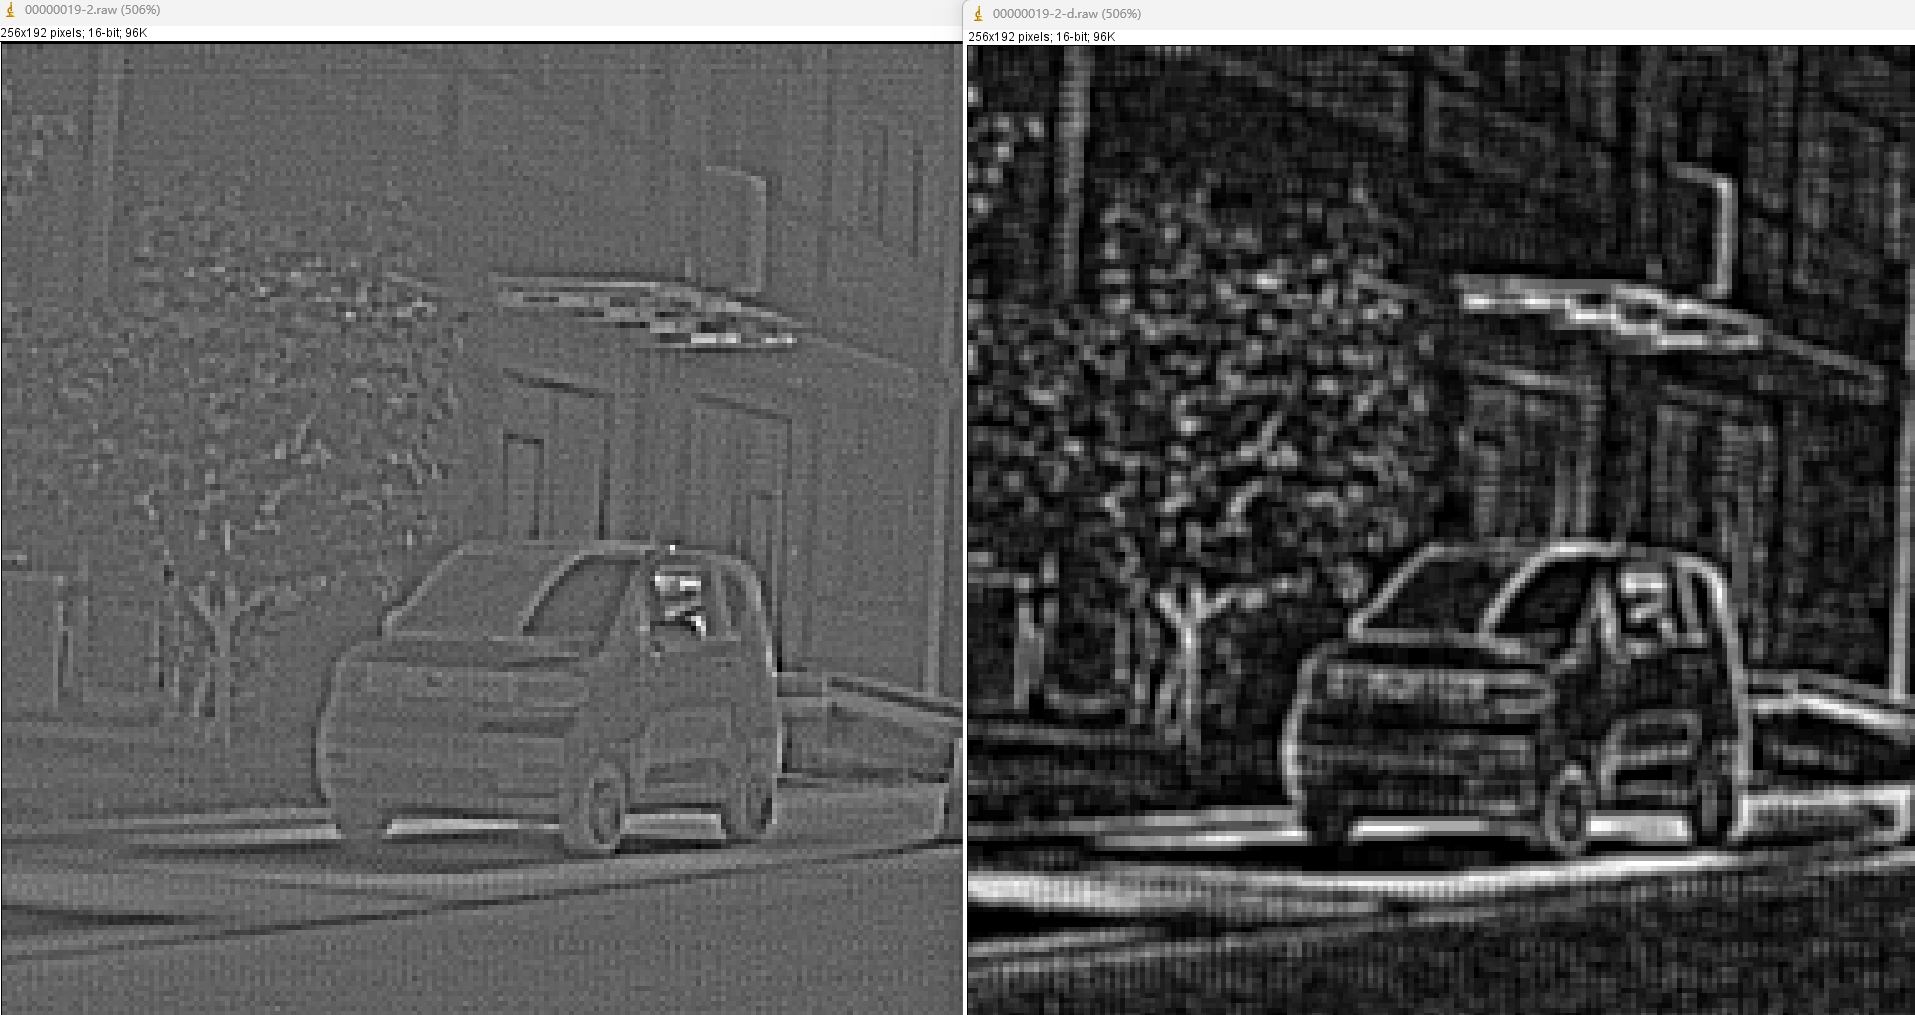 00000019-2.raw (506%)
256x192 pixels; 16-bit; 96K
00000019-2-d.raw (506%)
256x192 pixels; 16-bit; 96K